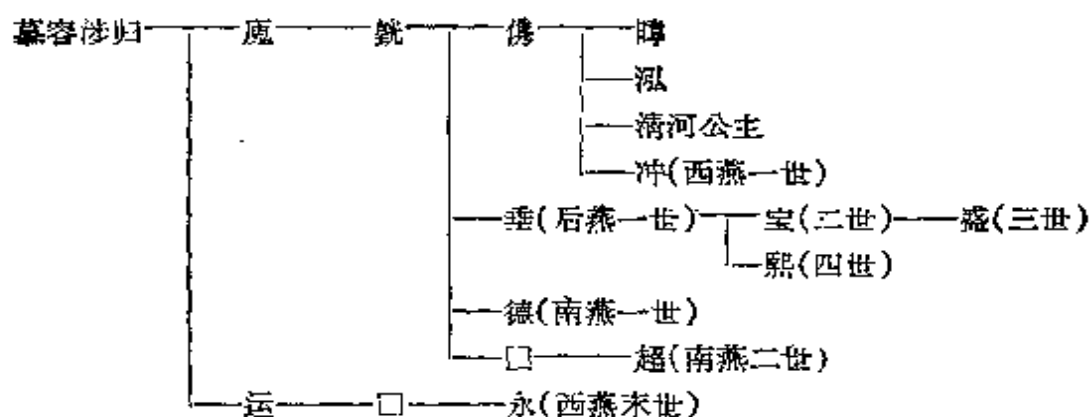 慕容涉归 廆 皝 儁 暐
泓
清河公主
冲(西燕一世)
垂(后燕一世) 宝(二世) 盛(三世)
熙(四世)
德(南燕一世)
□ 超(南燕二世)
运 □ 永(西燕末世)